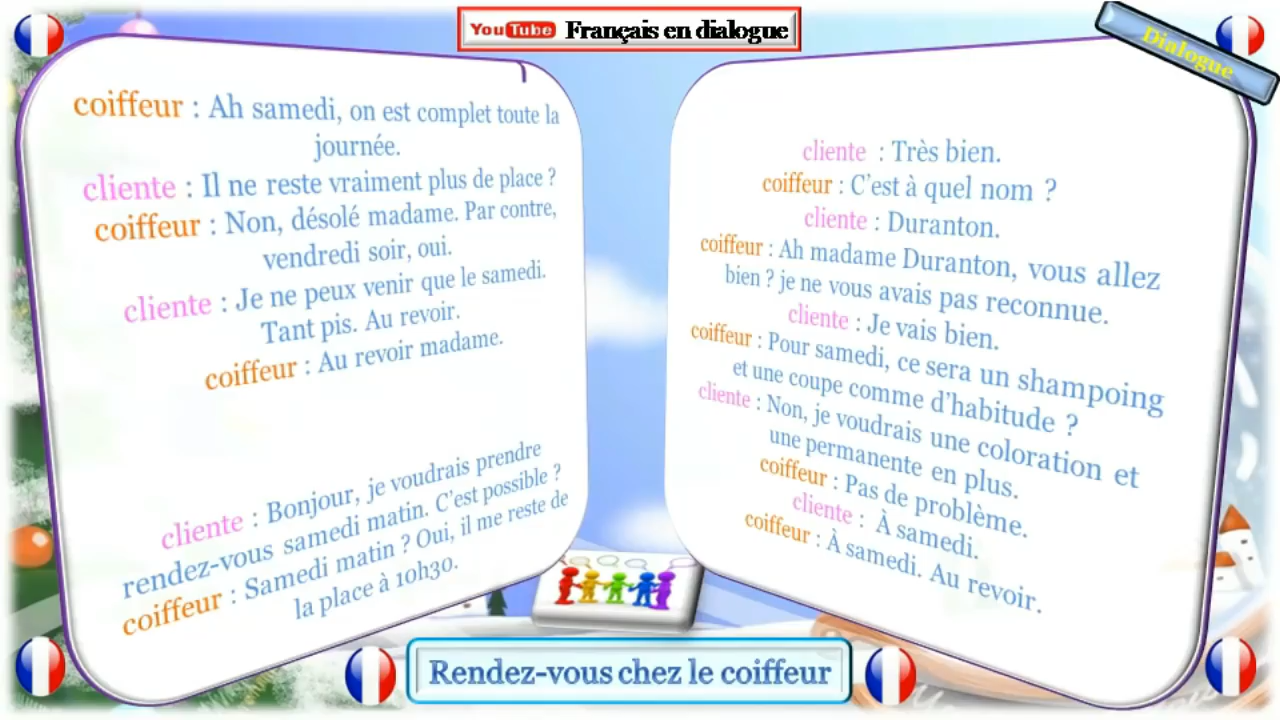 YouTube Français en dialogue
Dialogue
coiffeur : Ah samedi, on est complet toute la
journée.
cliente : Il ne reste vraiment plus de place ?
coiffeur : Non, désolé madame. Par contre,
vendredi soir, oui.
cliente : Je ne peux venir que le samedi.
Tant pis. Au revoir.
coiffeur : Au revoir madame.
cliente : Bonjour, je voudrais prendre
rendez-vous samedi matin. C'est possible ?
coiffeur : Samedi matin ? Oui, il me reste de
la place à 10h30.
cliente : Très bien.
coiffeur : C'est à quel nom ?
cliente : Duranton.
coiffeur : Ah madame Duranton, vous allez
bien ? je ne vous avais pas reconnue.
cliente : Je vais bien.
coiffeur : Pour samedi, ce sera un shampoing
et une coupe comme d'habitude ?
cliente : Non, je voudrais une coloration et
une permanente en plus.
coiffeur : Pas de problème.
cliente : À samedi.
coiffeur : À samedi. Au revoir.
Rendez-vous chez le coiffeur